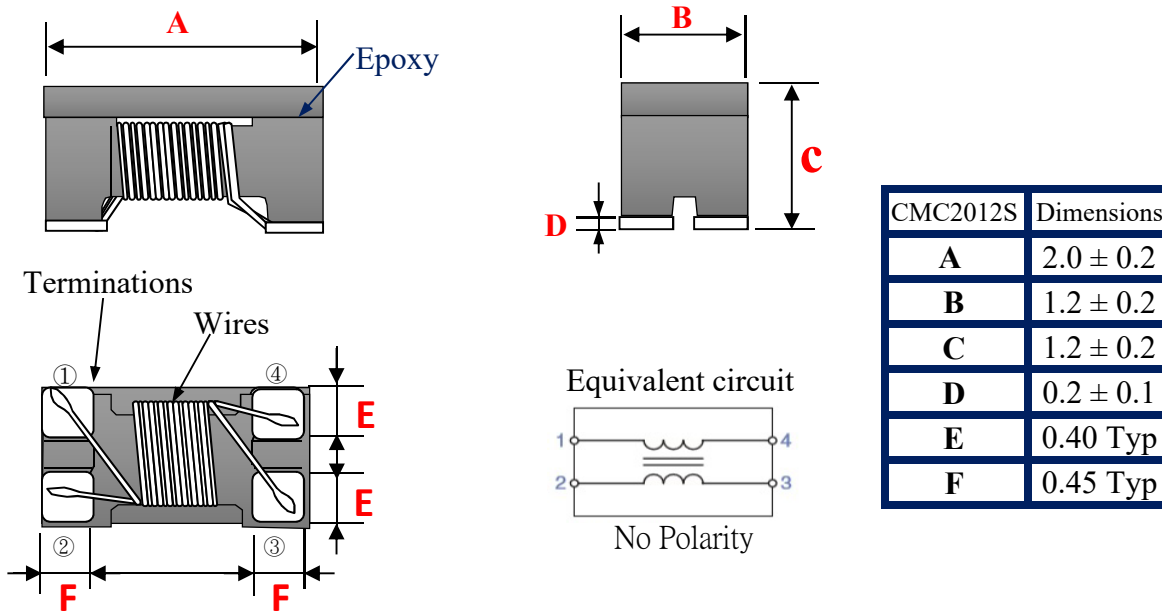 A
Epoxy
B
C
D
Terminations
Wires
①
④
E
E
②
③
F
F
Equivalent circuit
1
4
2
3
No Polarity
CMC2012S Dimensions
A 2.0 ± 0.2
B 1.2 ± 0.2
C 1.2 ± 0.2
D 0.2 ± 0.1
E 0.40 Typ
F 0.45 Typ